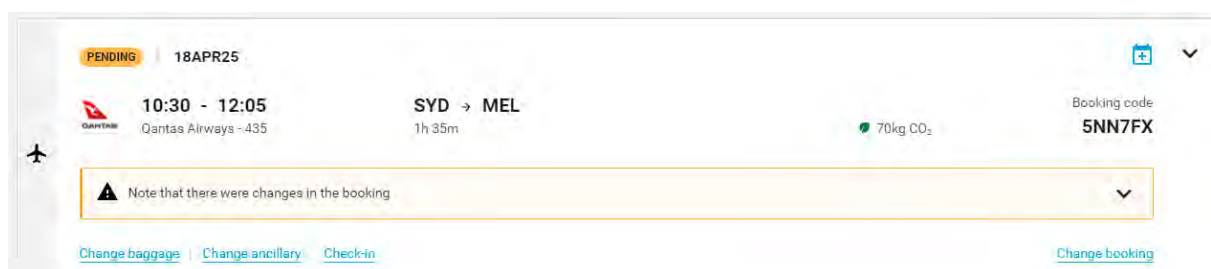 PENDING 18APR25
10:30 - 12:05 SYD → MEL Booking code
QANTAS Qantas Airways - 435 1h 35m 70kg CO₂ 5NN7FX
Note that there were changes in the booking
Change baggage Change ancillary Check-in Change booking